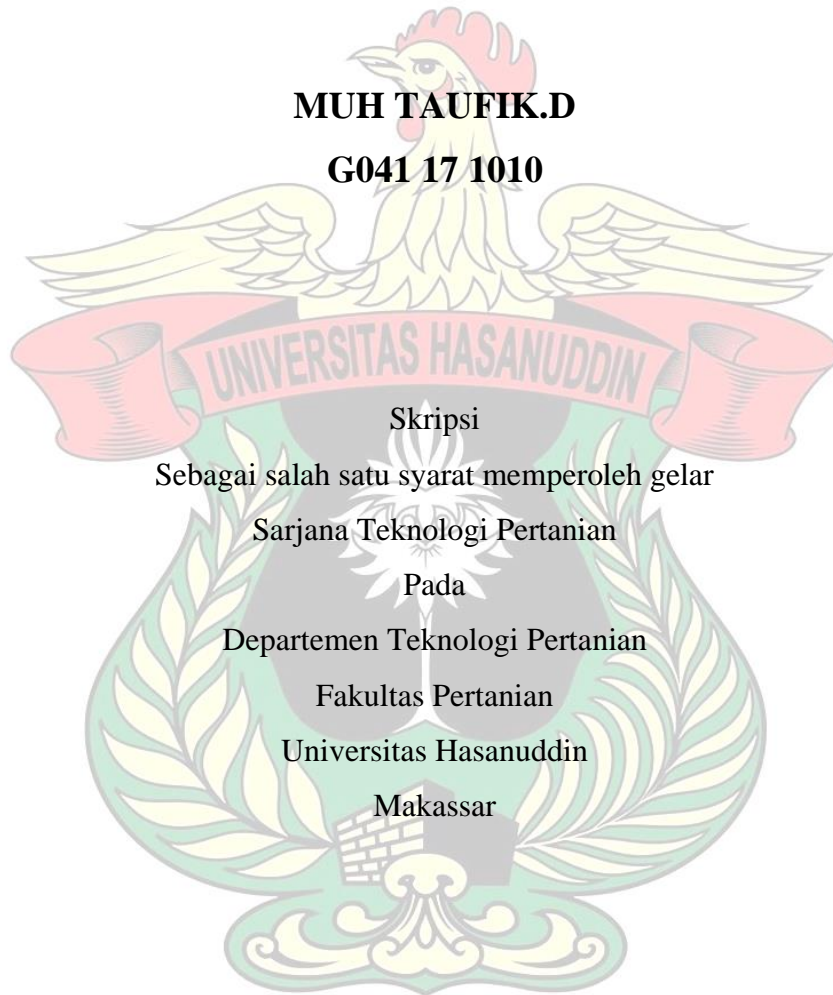 MUH TAUFIK.D
G041 17 1010
UNIVERSITAS HASANUDDIN
Skripsi
Sebagai salah satu syarat memperoleh gelar
Sarjana Teknologi Pertanian
Pada
Departemen Teknologi Pertanian
Fakultas Pertanian
Universitas Hasanuddin
Makassar